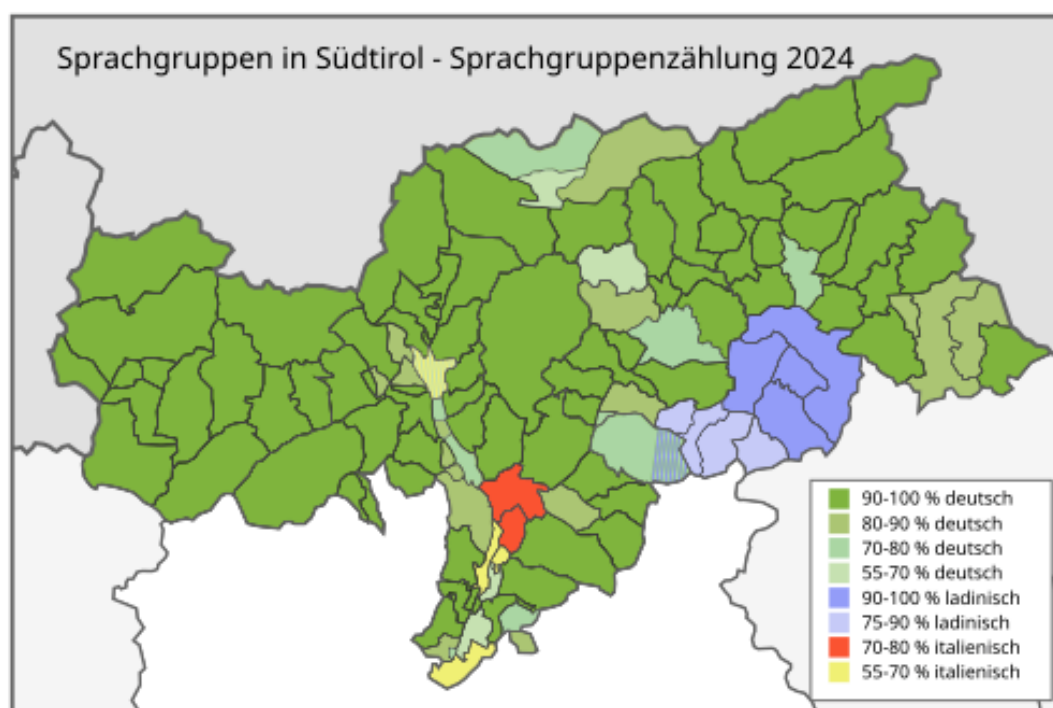 Sprachgruppen in Südtirol - Sprachgruppenzählung 2024
90-100 % deutsch
80-90 % deutsch
70-80 % deutsch
55-70 % deutsch
90-100 % ladinisch
75-90 % ladinisch
70-80 % italienisch
55-70 % italienisch